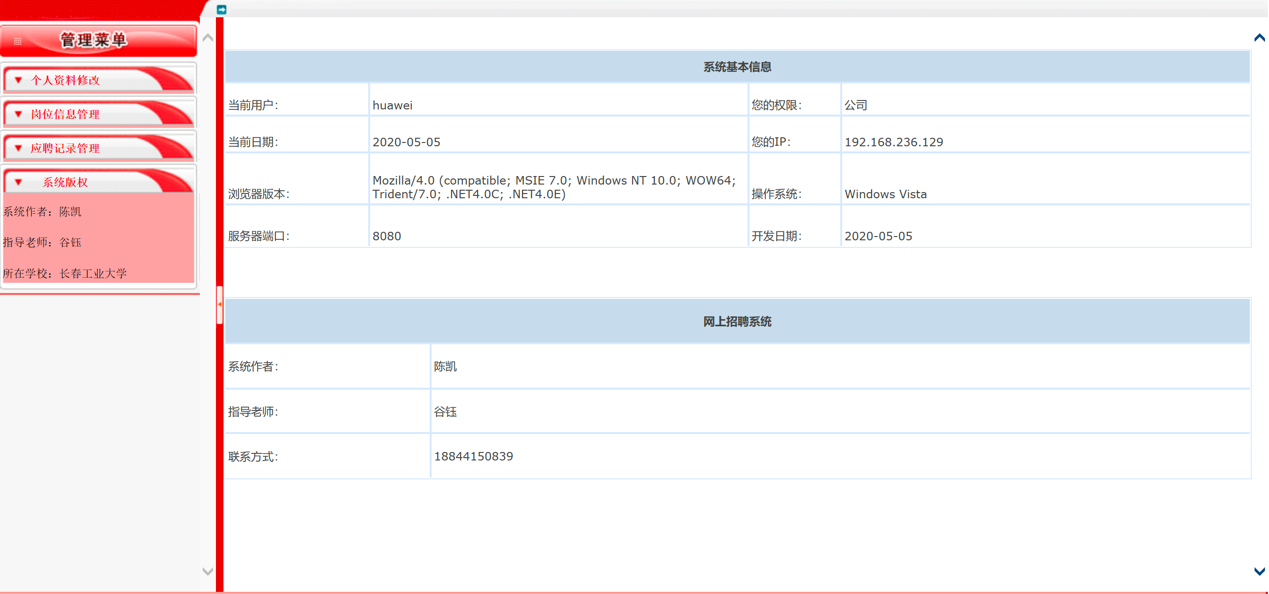 管理菜单
个人资料修改
岗位信息管理
应聘记录管理
系统版权
系统作者：陈凯
指导老师：谷钰
所在学校：长春工业大学
系统基本信息
当前用户： huawei 您的权限： 公司
当前日期： 2020-05-05 您的IP： 192.168.236.129
浏览器版本： Mozilla/4.0 (compatible; MSIE 7.0; Windows NT 10.0; WOW64;
Trident/7.0; .NET4.0C; .NET4.0E) 操作系统： Windows Vista
服务器端口： 8080 开发日期： 2020-05-05
网上招聘系统
系统作者： 陈凯
指导老师： 谷钰
联系方式： 18844150839